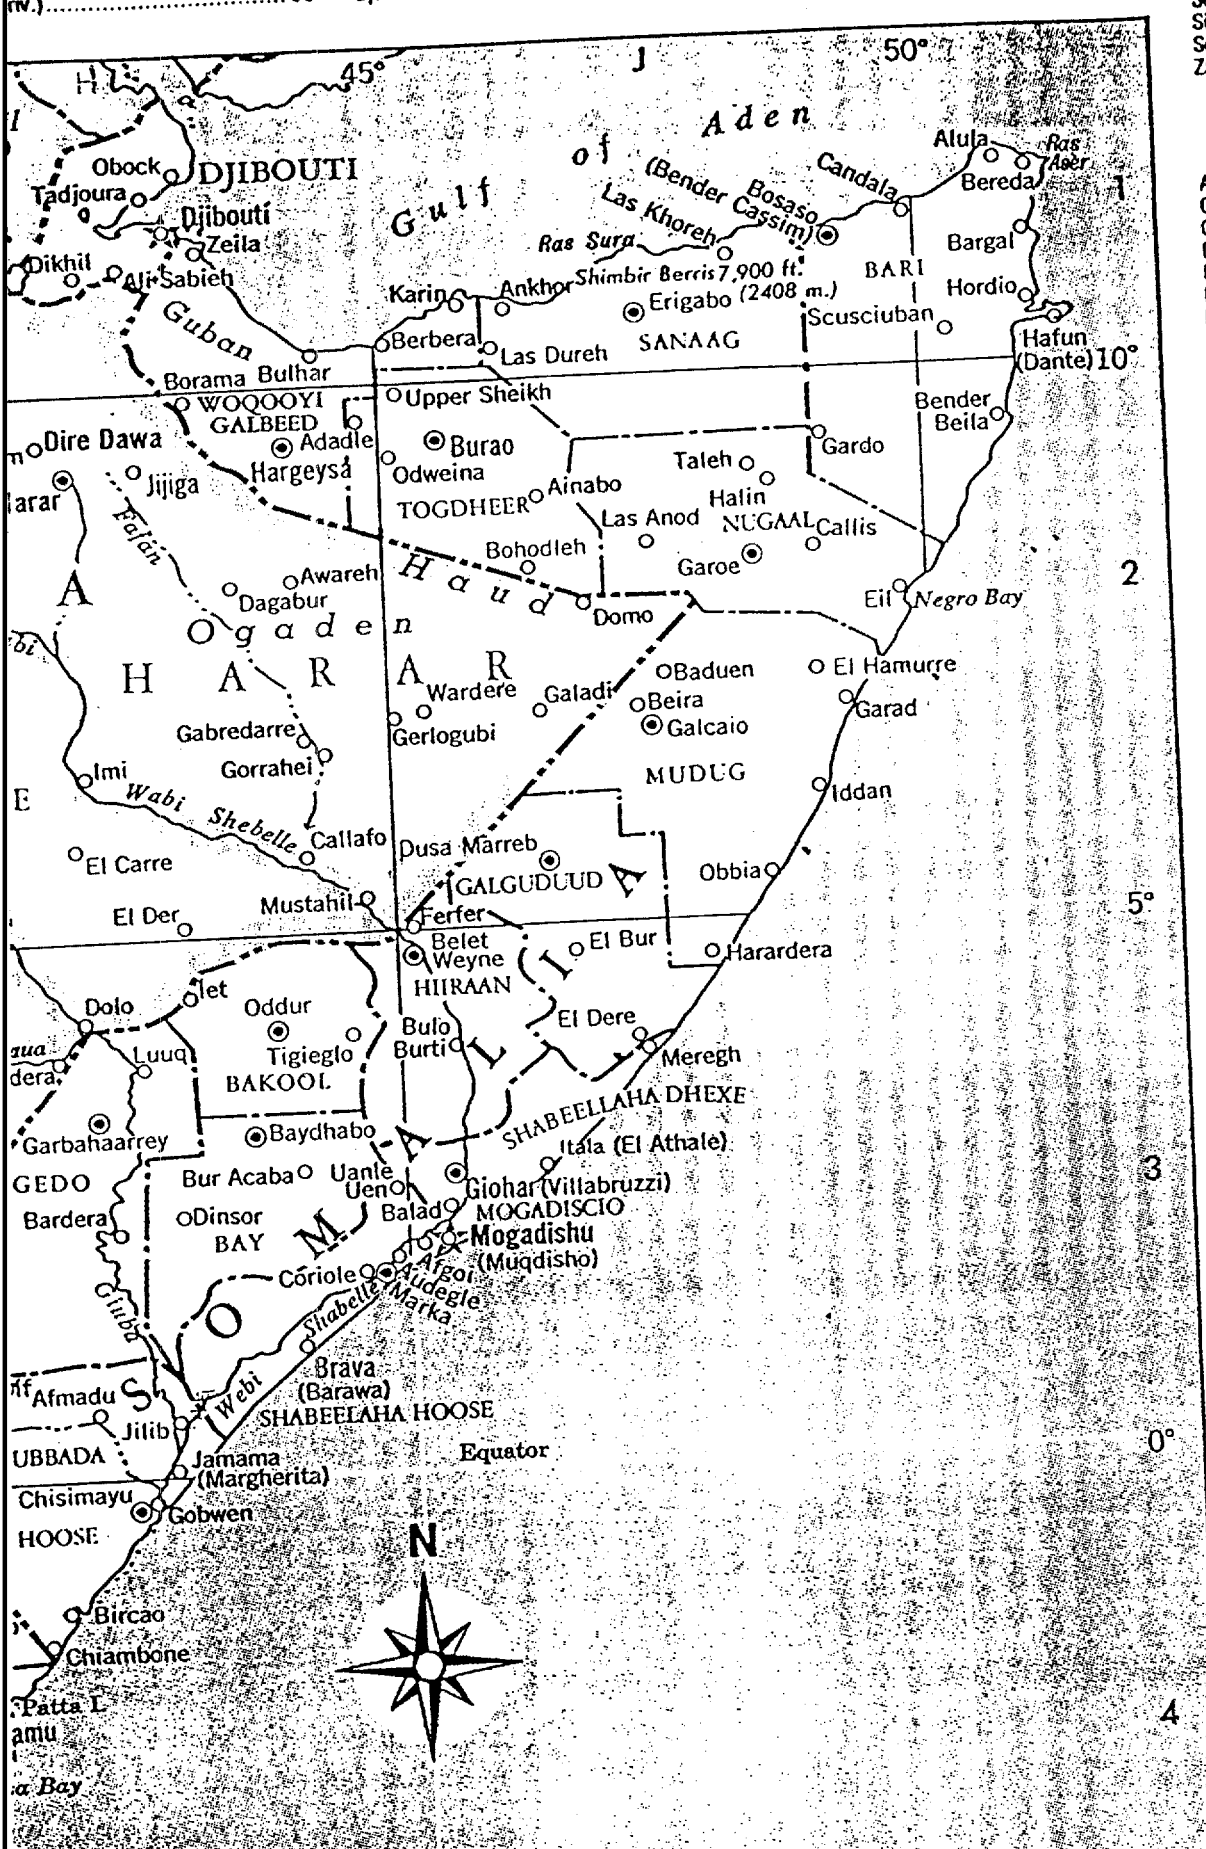 45°
J
50°
H
Aden
of
Gulf
Alula
Ras
Aser
Bereda
1
Obock
DJIBOUTI
Tadjoura
Djibouti
Zeila
Dikhil
Ali-Sabieh
(Bender
Cassim)
Bosaso
Candala
Las Khoreh
Ras Sura
Bargal
BARI
Hordio
Karin
Ankhor
Shimbir Berris 7,900 ft.
(2408 m.)
Erigabo
Scusciuban
Hafun
(Dante)
10°
Guban
Berbera
Las Dureh
SANAAG
Borama
Bulhar
WOQOOYI
GALBEED
Upper Sheikh
Bender
Beila
Dire Dawa
Adadle
Hargeysa
Burao
Odweina
Gardo
Taleh
Jijiga
arar
Ainabo
Halin
TOGDHEER
Las Anod
NUGAAL
Callis
Fafan
Bohodleh
Garoe
2
A
Awareh
Dagabur
Haud
Domo
Eil
Negro Bay
Ogaden
HARAR
Baduen
El Hamurre
Wardere
Galadi
Beira
Garad
Gabredarre
Gerlogubi
Galcaio
Gorrahei
Imi
MUDUG
Iddan
E
Wabi
Shebelle
Callafo
Dusa Marreb
El Carre
GALGUDUUD
Obbia
Mustahil
5°
El Der
Ferfer
Belet
Weyne
El Bur
Harardera
HIIRAAN
Iet
Dolo
Oddur
El Dere
Bulo
Burti
Meregh
Luuq
Tigieglo
dera
BAKOOL
SHABEELLAHA DHEXE
Garbahaarrey
Baydhabo
Itala (El Athale)
3
GEDO
Bur Acaba
Uanle
Uen
Giohar (Villabruzzi)
Bardera
Dinsor
BAY
Balad
MOGADISCIO
Mogadishu
(Muqdisho)
SOMALIA
Coriole
Afgoi
Audegle
Marka
Giuba
Webi
Shabelle
Brava
(Barawa)
Afmadu
SHABEELAHA HOOSE
Jilib
UBBADA
Equator
0°
Jamama
(Margherita)
Chisimayu
Gobwen
HOOSE
N
Bircao
Chiambone
Patta I.
amu
4
a Bay